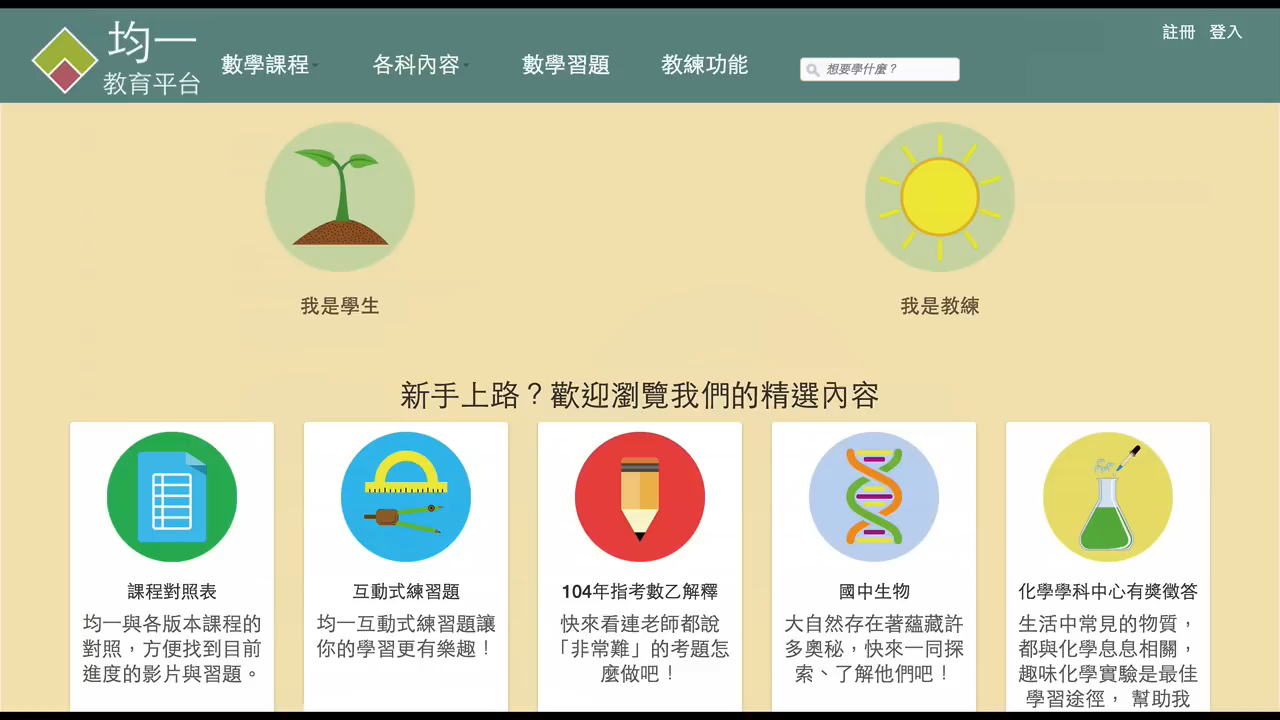 均一
教育平台
數學課程
各科內容
數學習題
教練功能
想要學什麼？
註冊 登入
我是學生
我是教練
新手上路？歡迎瀏覽我們的精選內容
課程對照表
均一與各版本課程的
對照，方便找到目前
進度的影片與習題。
互動式練習題
均一互動式練習題讓
你的學習更有樂趣！
104年指考數乙解釋
快來看連老師都說
「非常難」的考題怎
麼做吧！
國中生物
大自然存在著蘊藏許
多奧秘，快來一同探
索、了解他們吧！
化學學科中心有獎徵答
生活中常見的物質，
都與化學息息相關，
趣味化學實驗是最佳
學習途徑， 幫助我